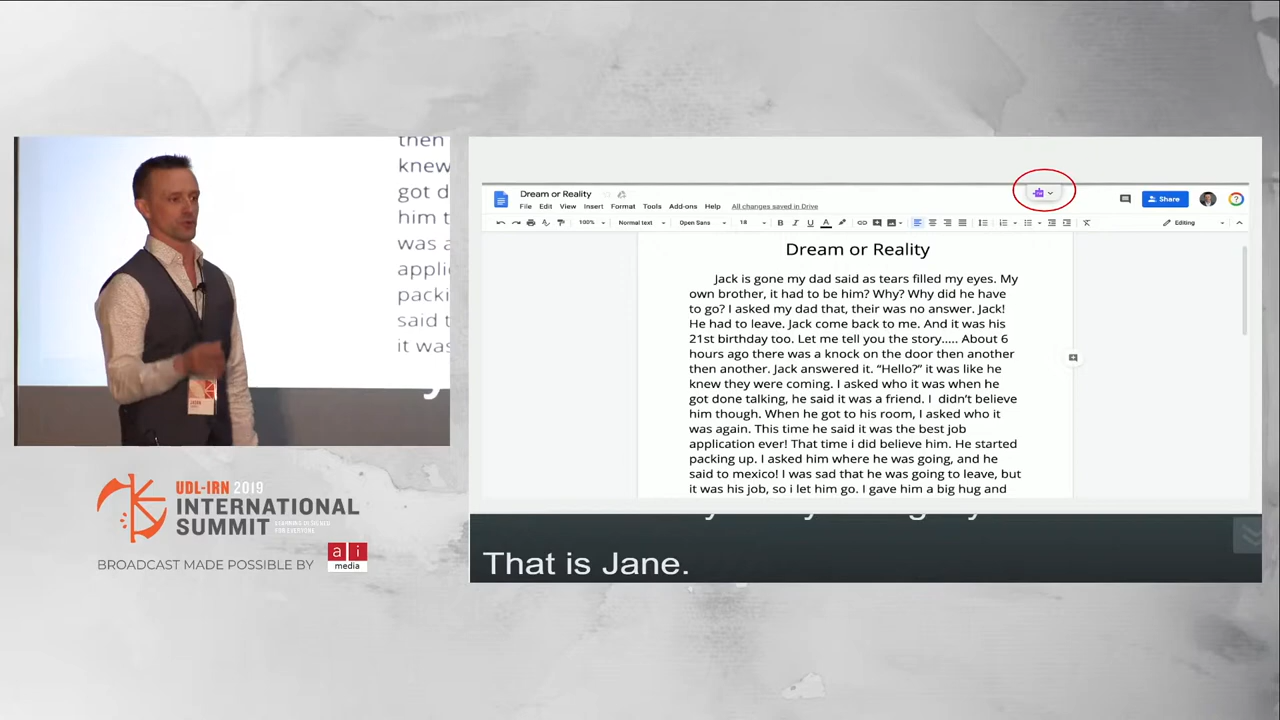 then
knew
got d
him t
was a
appli
packi
said t
it was
JASON
UDL-IRN 2019
INTERNATIONAL
SUMMIT
FOR EVERYONE
BROADCAST MADE POSSIBLE BY
a l i
media
Dream or Reality
File Edit View Insert Format Tools Add-ons Help All changes saved in Drive
Share
100% Normal text Open Sans 18 B I U A Editing
Dream or Reality
Jack is gone my dad said as tears filled my eyes. My
own brother, it had to be him? Why? Why did he have
to go? I asked my dad that, their was no answer. Jack!
He had to leave. Jack come back to me. And it was his
21st birthday too. Let me tell you the story..... About 6
hours ago there was a knock on the door then another
then another. Jack answered it. “Hello?” it was like he
knew they were coming. I asked who it was when he
got done talking, he said it was a friend. I didn’t believe
him though. When he got to his room, I asked who it
was again. This time he said it was the best job
application ever! That time i did believe him. He started
packing up. I asked him where he was going, and he
said to mexico! I was sad that he was going to leave, but
it was his job, so i let him go. I gave him a big hug and
That is Jane.